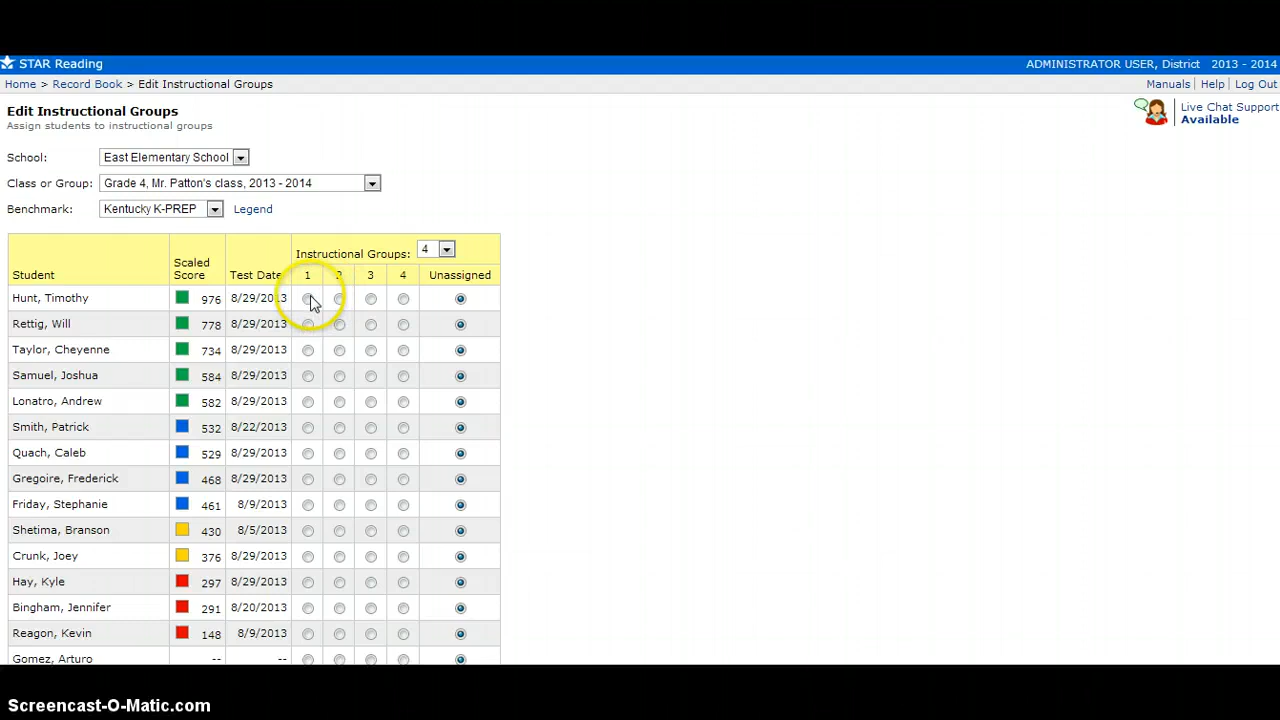 STAR Reading ADMINISTRATOR USER, District 2013 - 2014
Home > Record Book > Edit Instructional Groups Manuals | Help | Log Out
Edit Instructional Groups
Assign students to instructional groups
Live Chat Support
Available
School: East Elementary School
Class or Group: Grade 4, Mr. Patton's class, 2013 - 2014
Benchmark: Kentucky K-PREP Legend
Instructional Groups: 4
Student Scaled Score Test Date 1 2 3 4 Unassigned
Hunt, Timothy 976 8/29/2013
Rettig, Will 778 8/29/2013
Taylor, Cheyenne 734 8/29/2013
Samuel, Joshua 584 8/29/2013
Lonatro, Andrew 582 8/29/2013
Smith, Patrick 532 8/22/2013
Quach, Caleb 529 8/29/2013
Gregoire, Frederick 468 8/29/2013
Friday, Stephanie 461 8/9/2013
Shetima, Branson 430 8/5/2013
Crunk, Joey 376 8/29/2013
Hay, Kyle 297 8/29/2013
Bingham, Jennifer 291 8/20/2013
Reagon, Kevin 148 8/9/2013
Gomez, Arturo -- --
Screencast-O-Matic.com